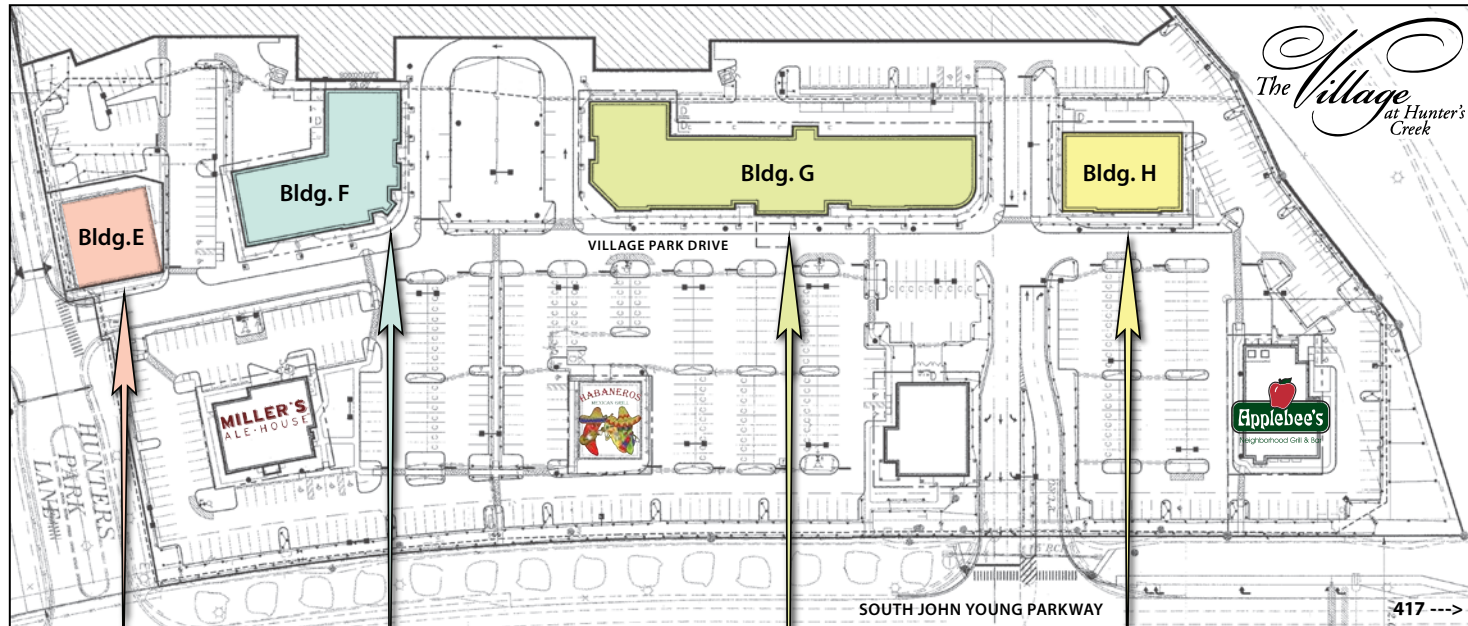 The Village
at Hunter's
Creek
Bldg. F
Bldg. G
Bldg. H
Bldg.E
VILLAGE PARK DRIVE
HABANEROS
MEXICAN GRILL
MILLER'S
ALE·HOUSE
Applebee's
Neighborhood Grill & Bar
HUNTERS
PARK
LANE
SOUTH JOHN YOUNG PARKWAY
417 --->